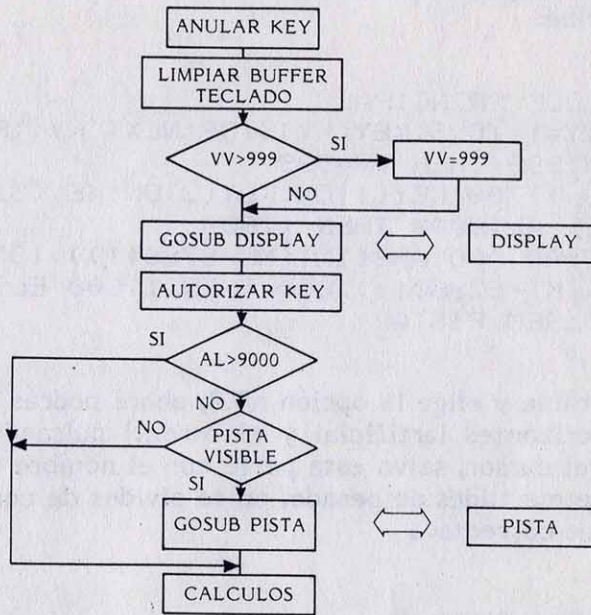 ANULAR KEY
LIMPIAR BUFFER
TECLADO
VV>999
SI
VV=999
NO
GOSUB DISPLAY
DISPLAY
AUTORIZAR KEY
SI
AL>9000
NO
NO
PISTA
VISIBLE
SI
GOSUB PISTA
PISTA
CALCULOS